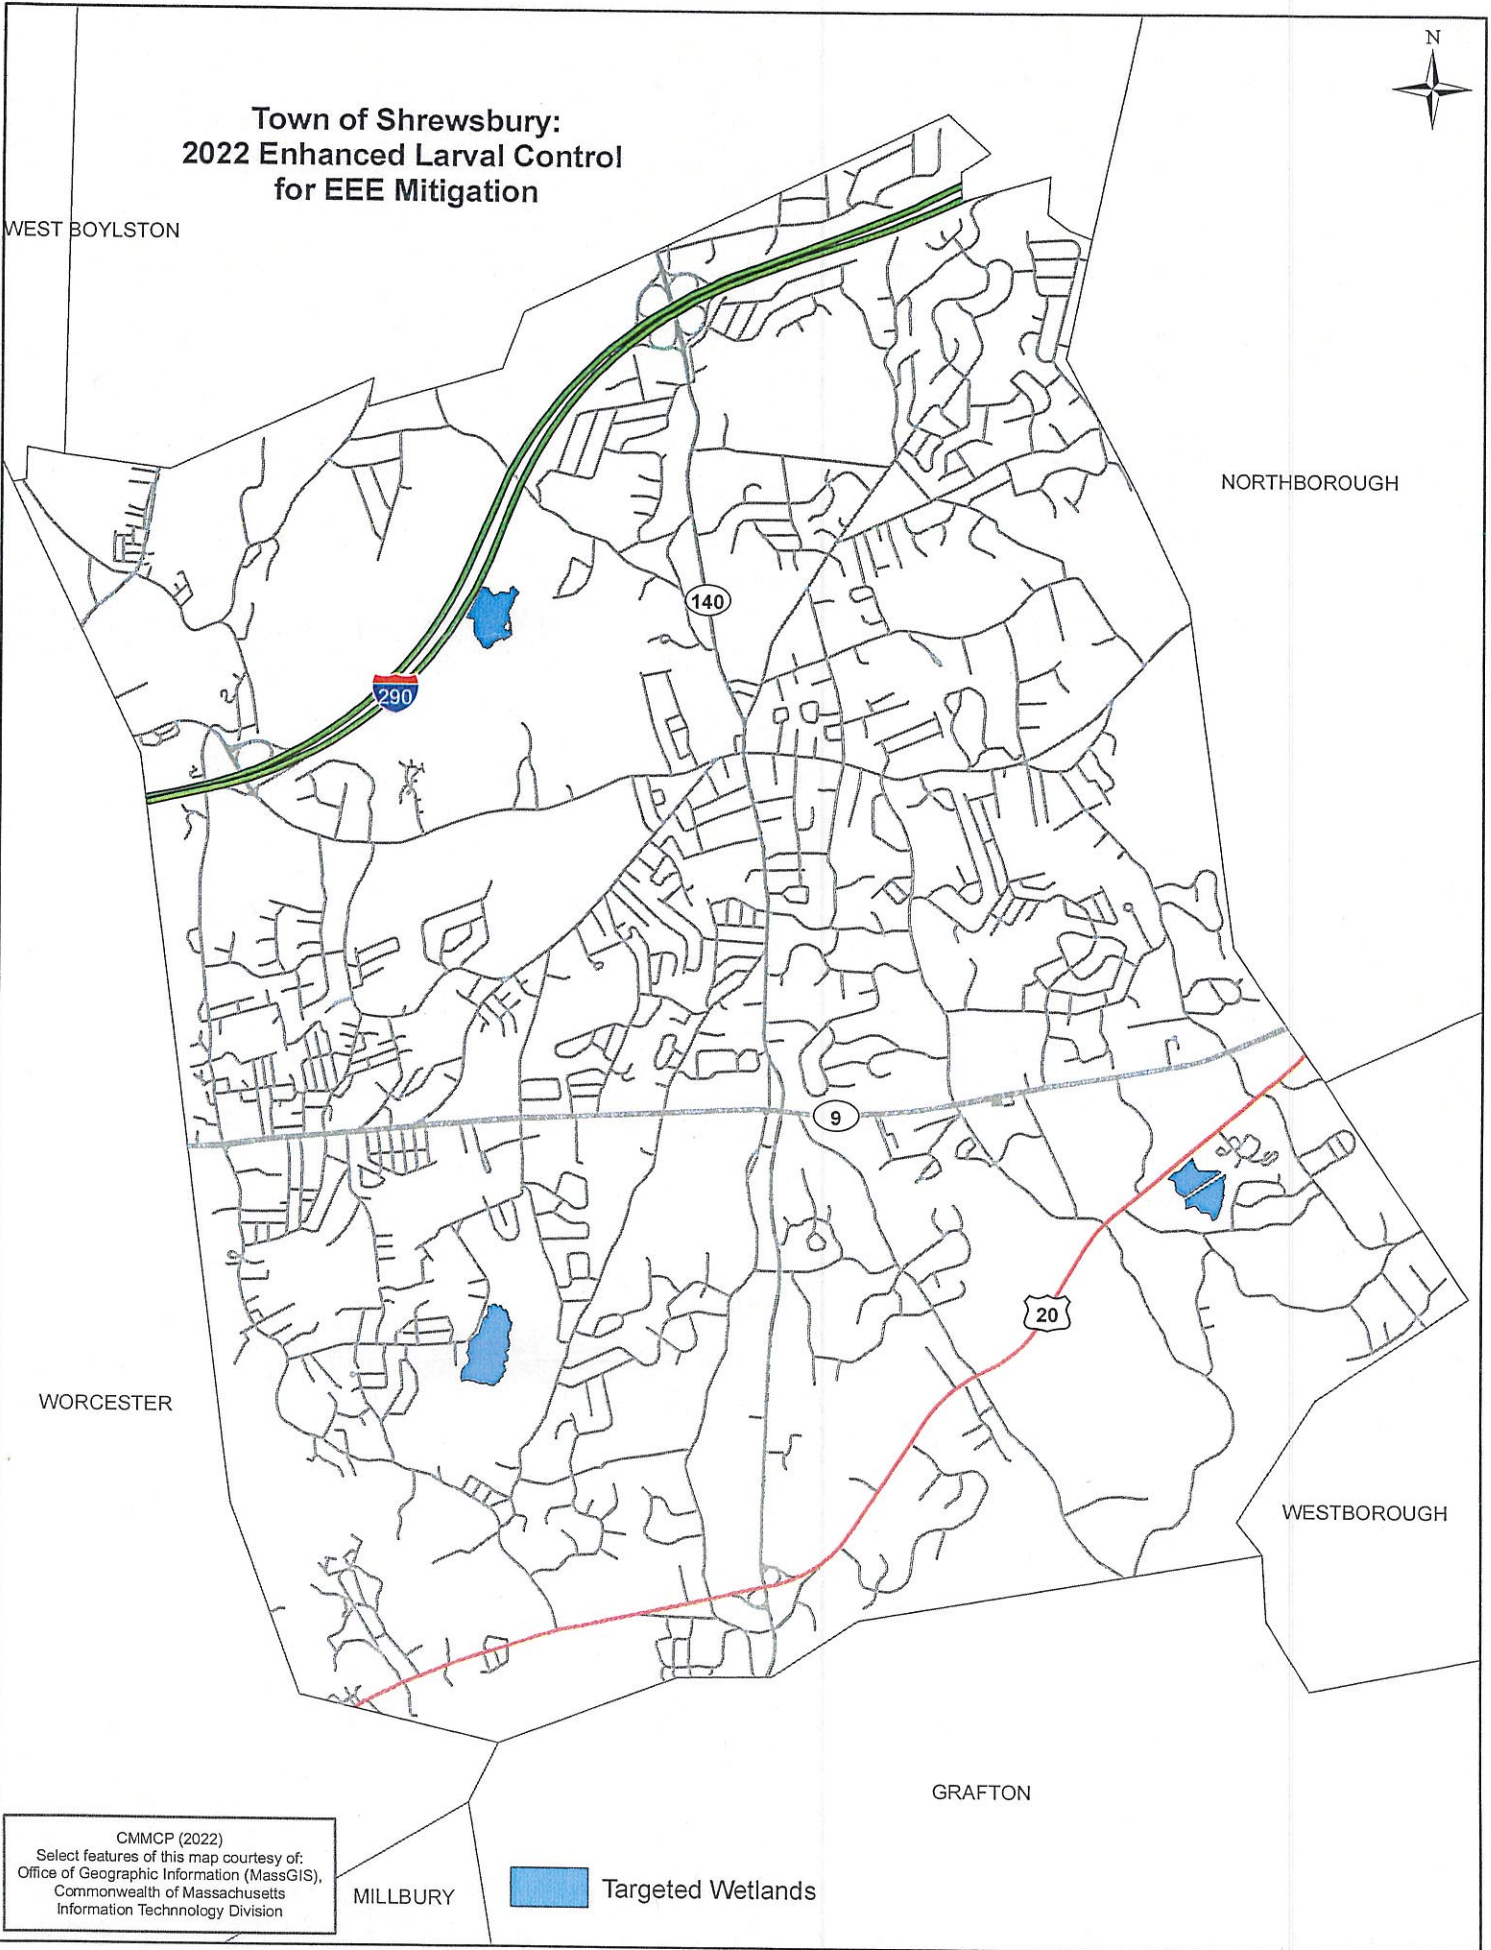 N
Town of Shrewsbury:
2022 Enhanced Larval Control
for EEE Mitigation
WEST BOYLSTON
NORTHBOROUGH
140
290
9
20
WORCESTER
WESTBOROUGH
GRAFTON
CMMCP (2022)
Select features of this map courtesy of:
Office of Geographic Information (MassGIS),
Commonwealth of Massachusetts
Information Technnology Division
MILLBURY
Targeted Wetlands